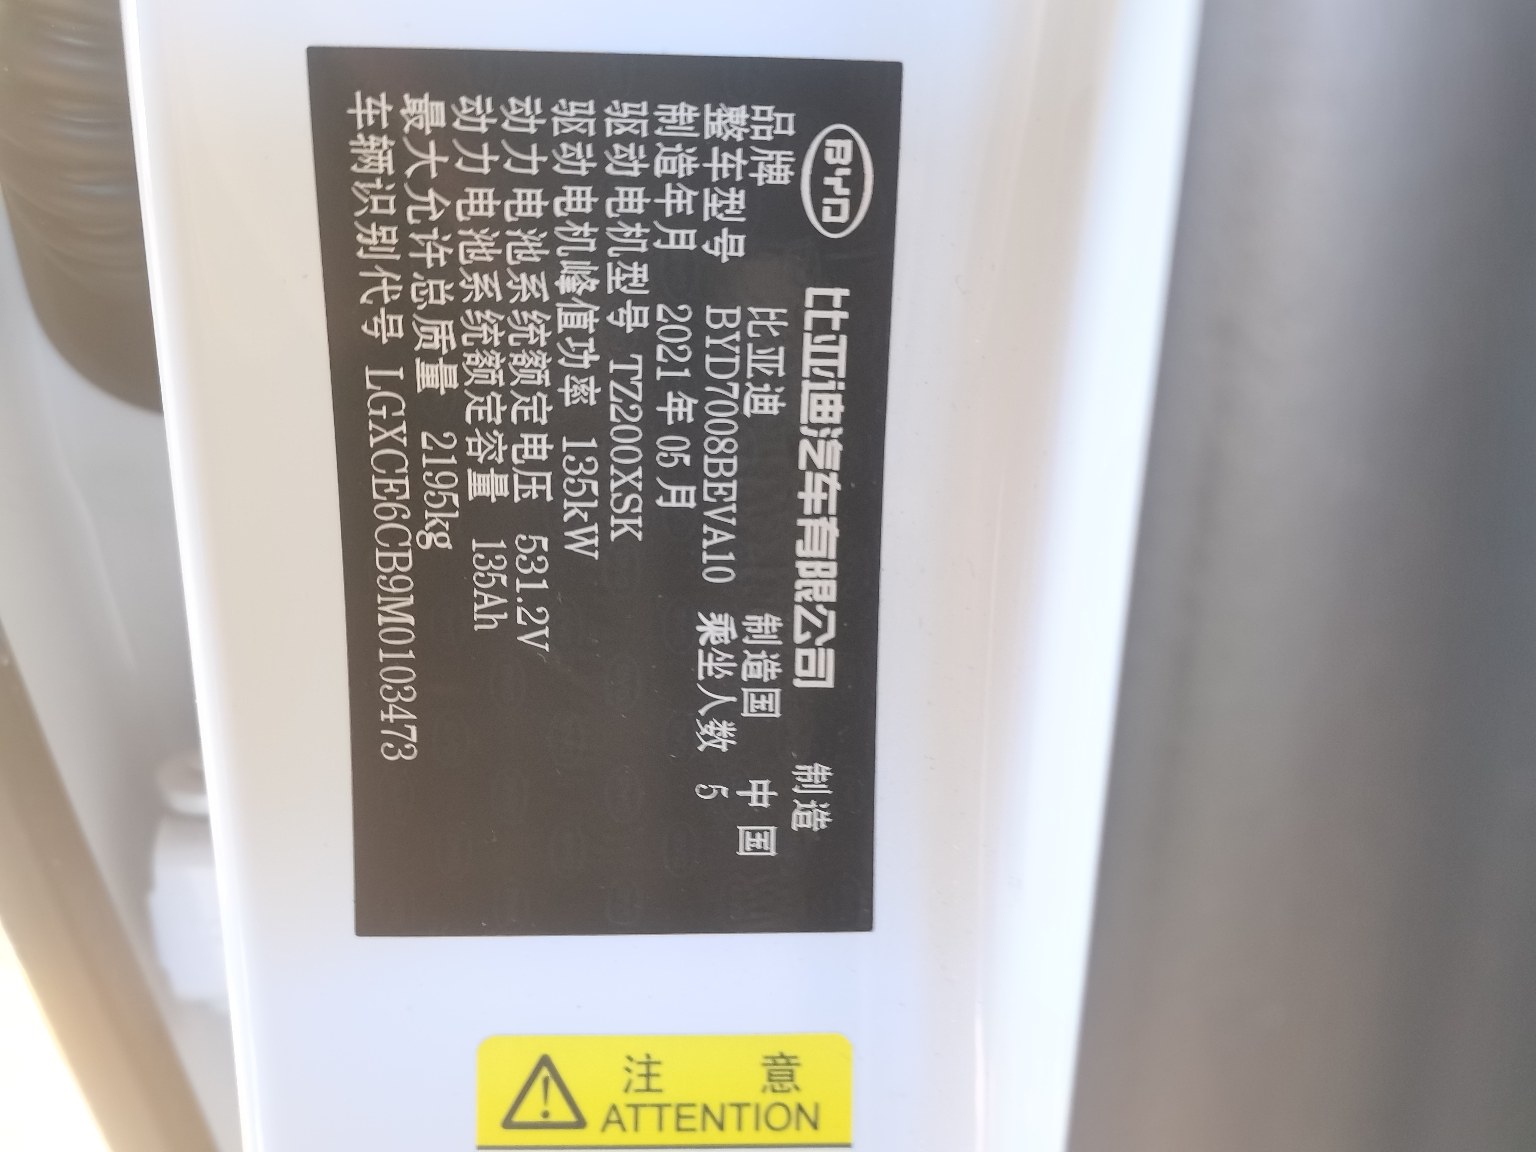 BYD 比亚迪汽车有限公司 制造
品牌 比亚迪 制造国 中国
整车型号 BYD7008BEVA10 乘坐人数 5
制造年月 2021年05月
驱动电机型号 TZ200XSK
驱动电机峰值功率 135kW
动力电池系统额定电压 531.2V
动力电池系统额定容量 135Ah
最大允许总质量 2195kg
车辆识别代号 LGXCE6CB9M0103473
注 意
ATTENTION